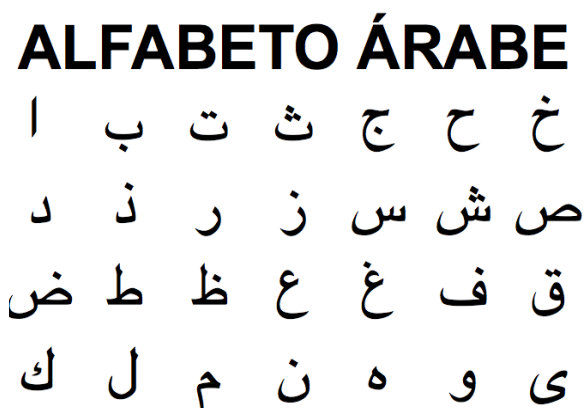 ALFABETO ÁRABE
ا ب ت ث ج ح خ
د ذ ر ز س ش ص
ض ط ظ ع غ ف ق
ك ل م ن ه و ى